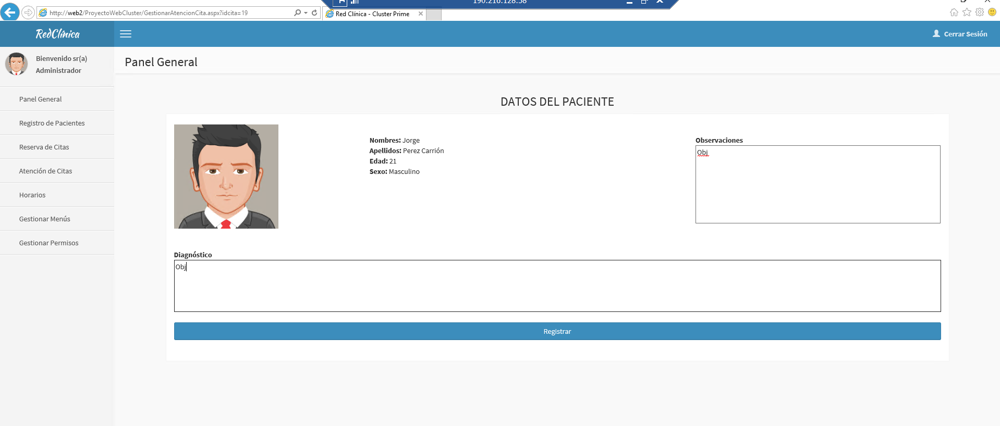 190.216.128.58
http://web2/ProyectoWebCluster/GestionarAtencionCita.aspx?idcita=19
Red Clínica - Cluster Prime
RedClínica
Cerrar Sesión
Bienvenido sr(a)
Administrador
Panel General
Panel General
Registro de Pacientes
Reserva de Citas
Atención de Citas
Horarios
Gestionar Menús
Gestionar Permisos
DATOS DEL PACIENTE
Nombres: Jorge
Apellidos: Perez Carrión
Edad: 21
Sexo: Masculino
Observaciones
Obj
Diagnóstico
Obj
Registrar